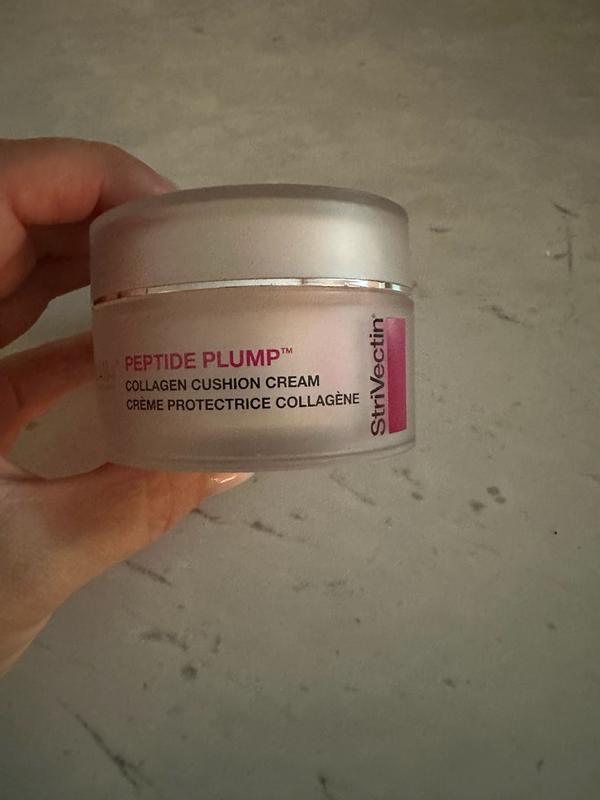 PEPTIDE PLUMP™
COLLAGEN CUSHION CREAM
CRÈME PROTECTRICE COLLAGÈNE
StriVectin®